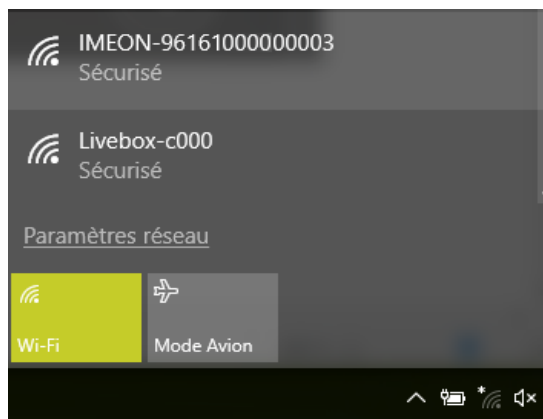 IMEON-96161000000003
Sécurisé
Livebox-c000
Sécurisé
Paramètres réseau
Wi-Fi
Mode Avion